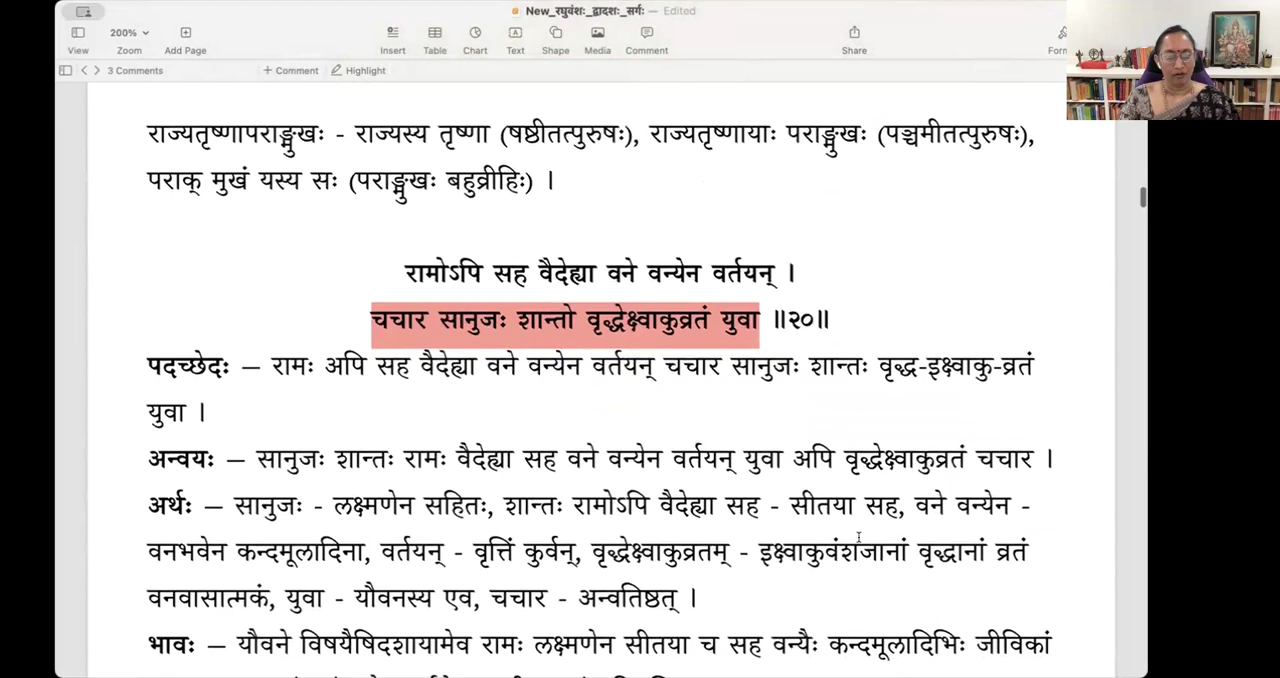 New_रघुवंशः_द्वादशः_सर्गः — Edited
200%
View Zoom Add Page Insert Table Chart Text Shape Media Comment Share
3 Comments + Comment Highlight
राज्यतृष्णापराङ्मुखः - राज्यस्य तृष्णा (षष्ठीतत्पुरुषः), राज्यतृष्णायाः पराङ्मुखः (पञ्चमीतत्पुरुषः),
पराक् मुखं यस्य सः (पराङ्मुखः बहुव्रीहिः) ।
रामोऽपि सह वैदेह्या वने वन्येन वर्तयन् ।
चचार सानुजः शान्तो वृद्धेक्ष्वाकुव्रतं युवा ॥२०॥
पदच्छेदः — रामः अपि सह वैदेह्या वने वन्येन वर्तयन् चचार सानुजः शान्तः वृद्ध-इक्ष्वाकु-व्रतं
युवा ।
अन्वयः — सानुजः शान्तः रामः वैदेह्या सह वने वन्येन वर्तयन् युवा अपि वृद्धेक्ष्वाकुव्रतं चचार ।
अर्थः — सानुजः - लक्ष्मणेन सहितः, शान्तः रामोऽपि वैदेह्या सह - सीतया सह, वने वन्येन -
वनभवेन कन्दमूलादिना, वर्तयन् - वृत्तिं कुर्वन्, वृद्धेक्ष्वाकुव्रतम् - इक्ष्वाकुवंशजानां वृद्धानां व्रतं
वनवासात्मकं, युवा - यौवनस्य एव, चचार - अन्वतिष्ठत् ।
भावः — यौवने विषयैषिदशायामेव रामः लक्ष्मणेन सीतया च सह वन्यैः कन्दमूलादिभिः जीविकां